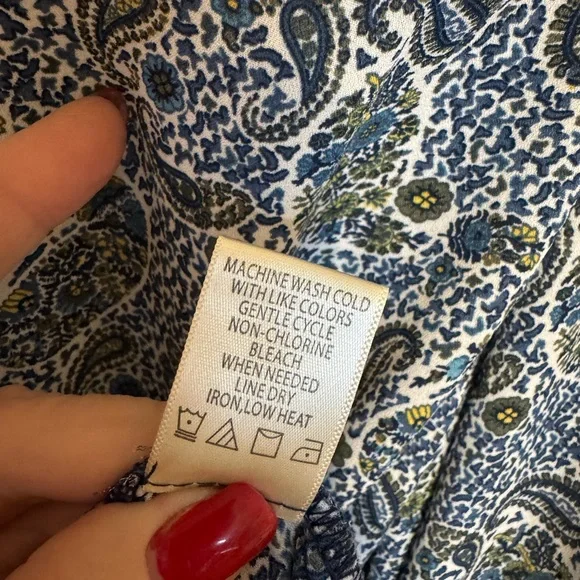 MACHINE WASH COLD
WITH LIKE COLORS
GENTLE CYCLE
NON-CHLORINE
BLEACH
WHEN NEEDED
LINE DRY
IRON,LOW HEAT